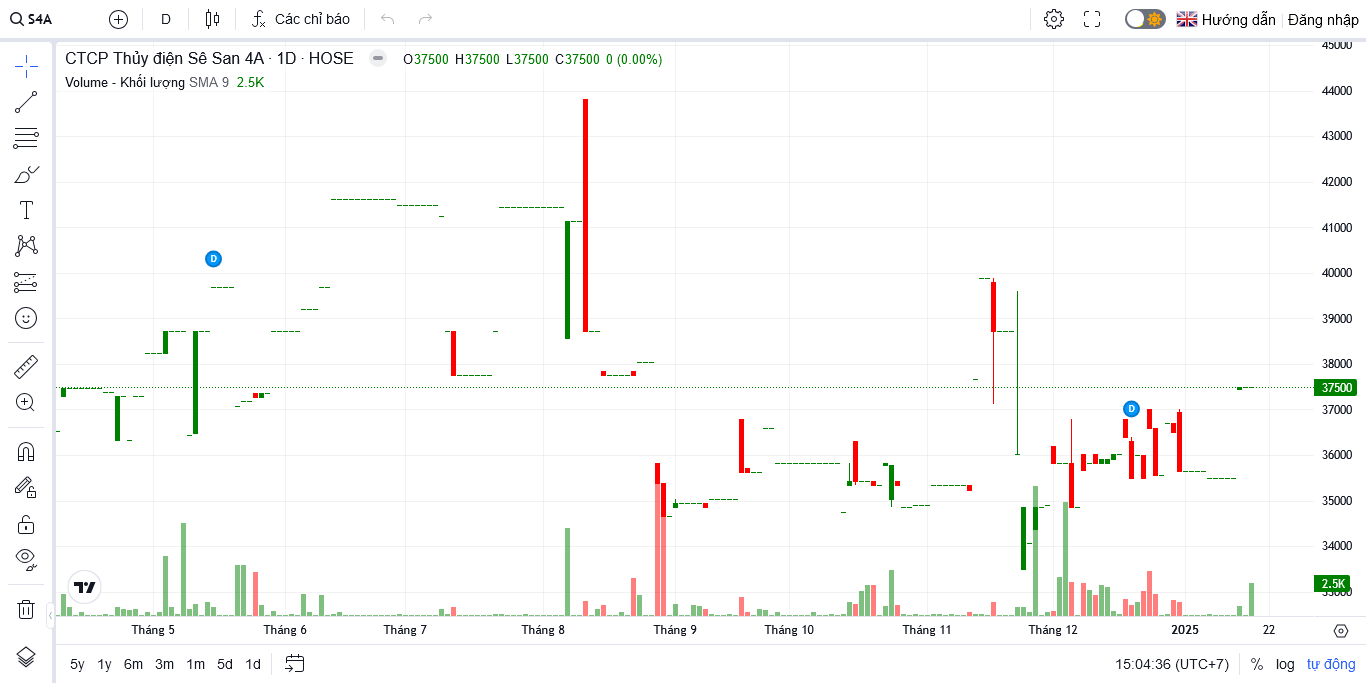 S4A D Các chỉ báo Hướng dẫn Đăng nhập
CTCP Thủy điện Sê San 4A · 1D · HOSE O37500 H37500 L37500 C37500 0 (0.00%)
Volume - Khối lượng SMA 9 2.5K
45000
44000
43000
42000
41000
D
40000
39000
38000
37500
D
37000
36000
35000
34000
2.5K
33000
Tháng 5 Tháng 6 Tháng 7 Tháng 8 Tháng 9 Tháng 10 Tháng 11 Tháng 12 2025 22
5y 1y 6m 3m 1m 5d 1d 15:04:36 (UTC+7) % log tự động